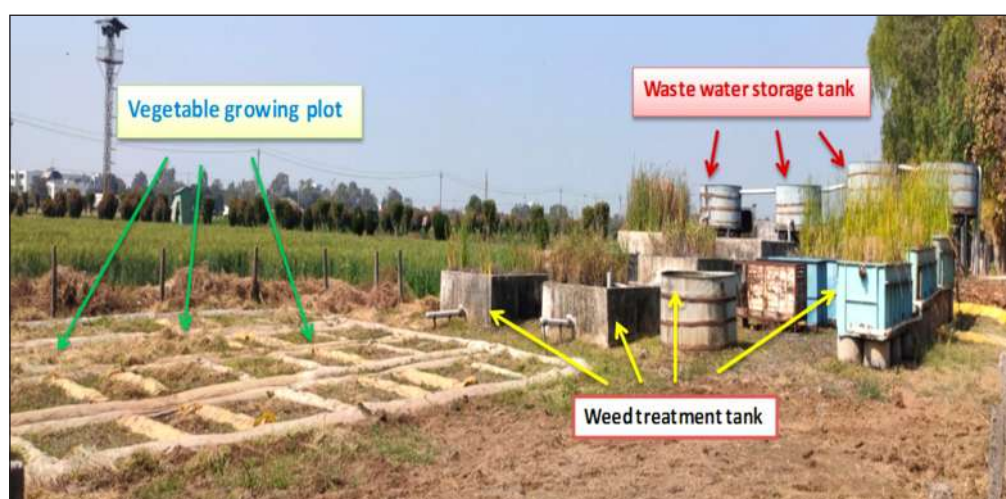 Waste water storage tank
Vegetable growing plot
Weed treatment tank